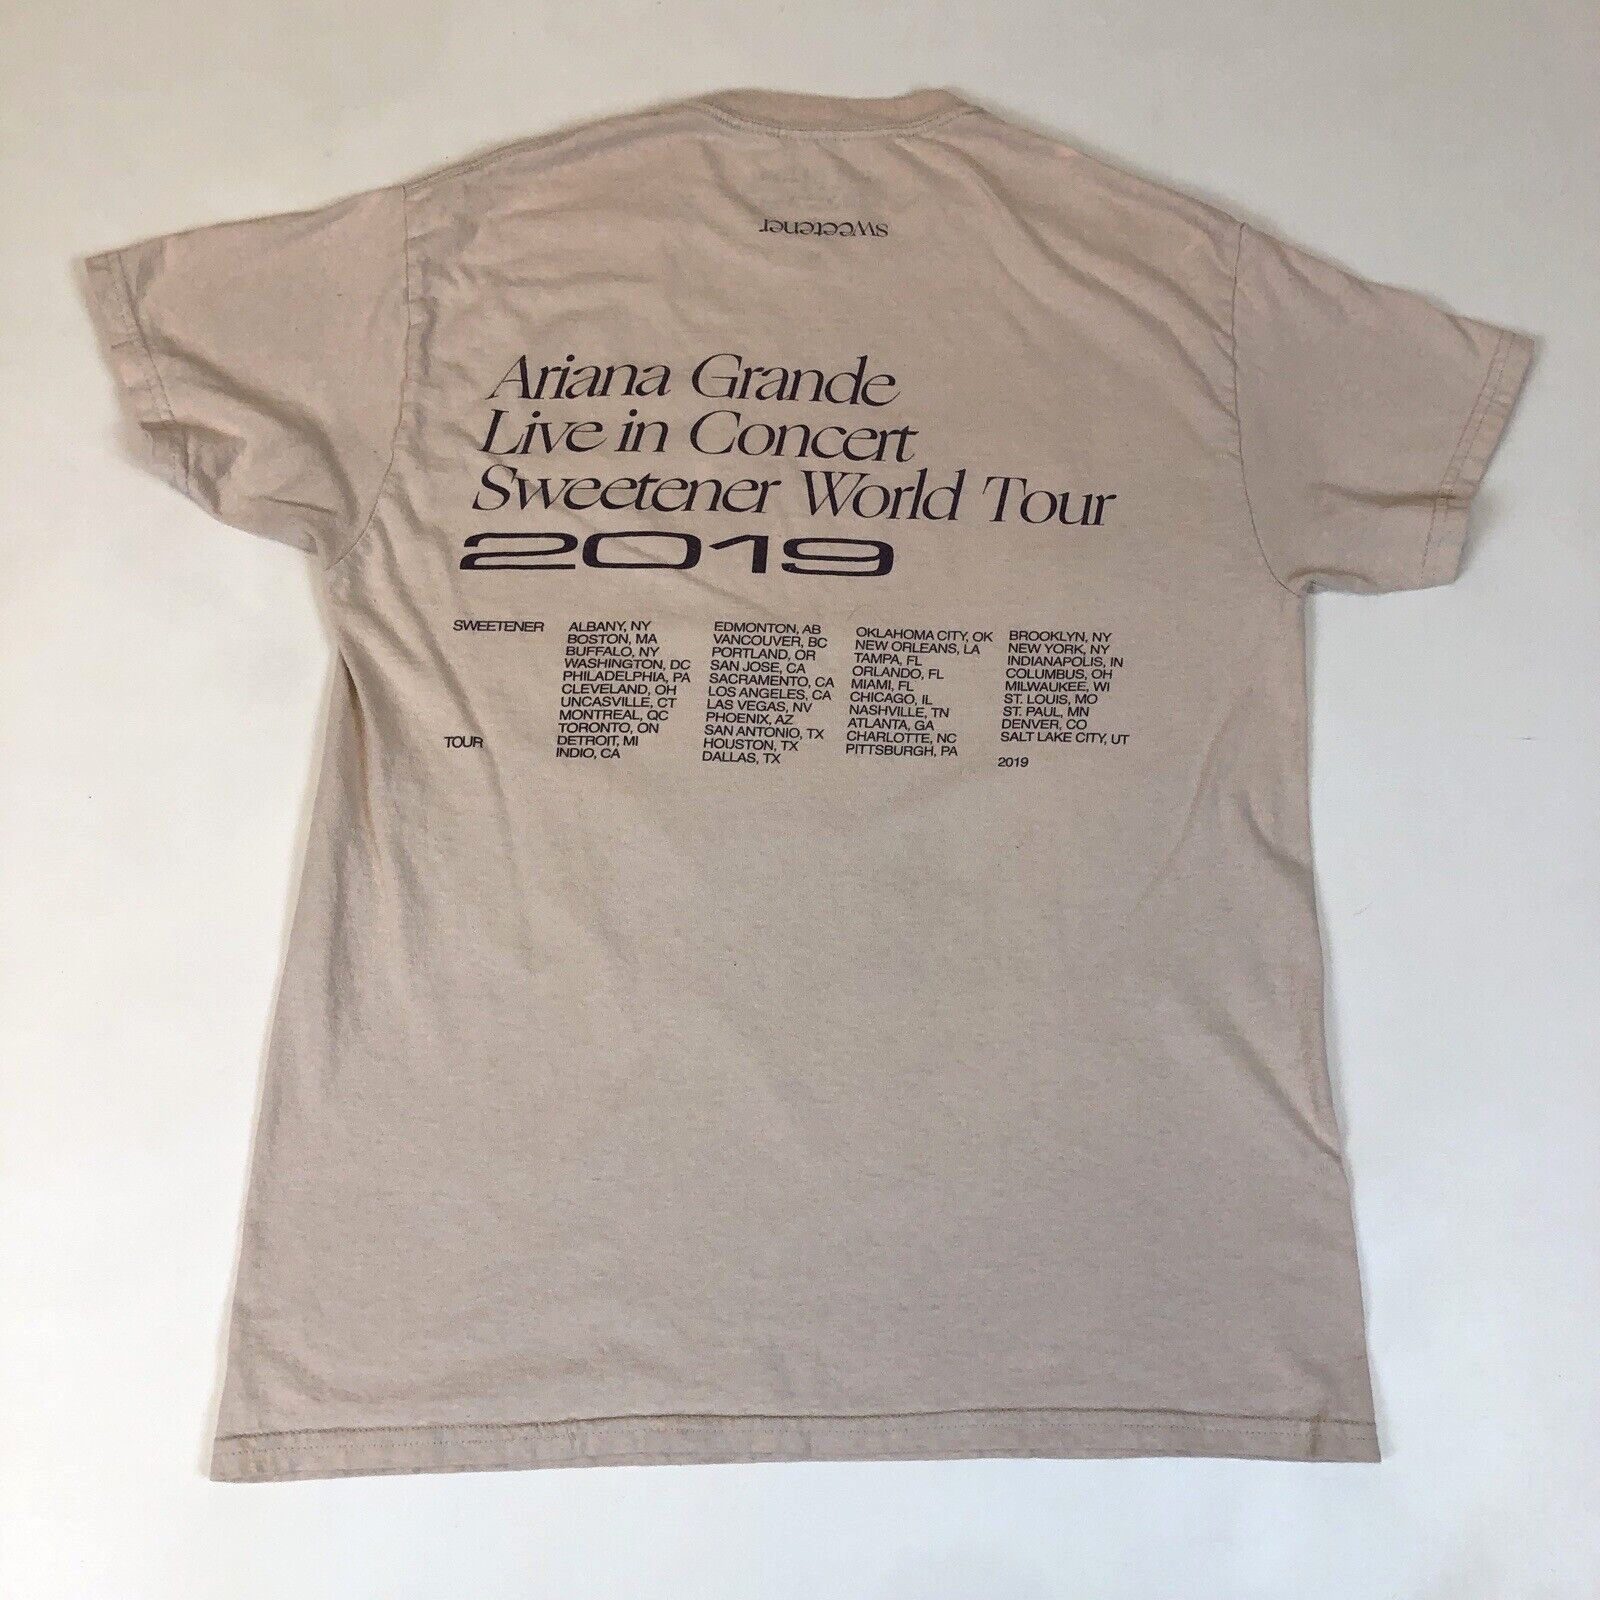 sweetener
Ariana Grande
Live in Concert
Sweetener World Tour
2019
SWEETENER
TOUR
ALBANY, NY
BOSTON, MA
BUFFALO, NY
WASHINGTON, DC
PHILADELPHIA, PA
CLEVELAND, OH
UNCASVILLE, CT
MONTREAL, QC
TORONTO, ON
DETROIT, MI
INDIO, CA
EDMONTON, AB
VANCOUVER, BC
PORTLAND, OR
SAN JOSE, CA
SACRAMENTO, CA
LOS ANGELES, CA
LAS VEGAS, NV
PHOENIX, AZ
SAN ANTONIO, TX
HOUSTON, TX
DALLAS, TX
OKLAHOMA CITY, OK
NEW ORLEANS, LA
TAMPA, FL
ORLANDO, FL
MIAMI, FL
CHICAGO, IL
NASHVILLE, TN
ATLANTA, GA
CHARLOTTE, NC
PITTSBURGH, PA
BROOKLYN, NY
NEW YORK, NY
INDIANAPOLIS, IN
COLUMBUS, OH
MILWAUKEE, WI
ST. LOUIS, MO
ST. PAUL, MN
DENVER, CO
SALT LAKE CITY, UT
2019